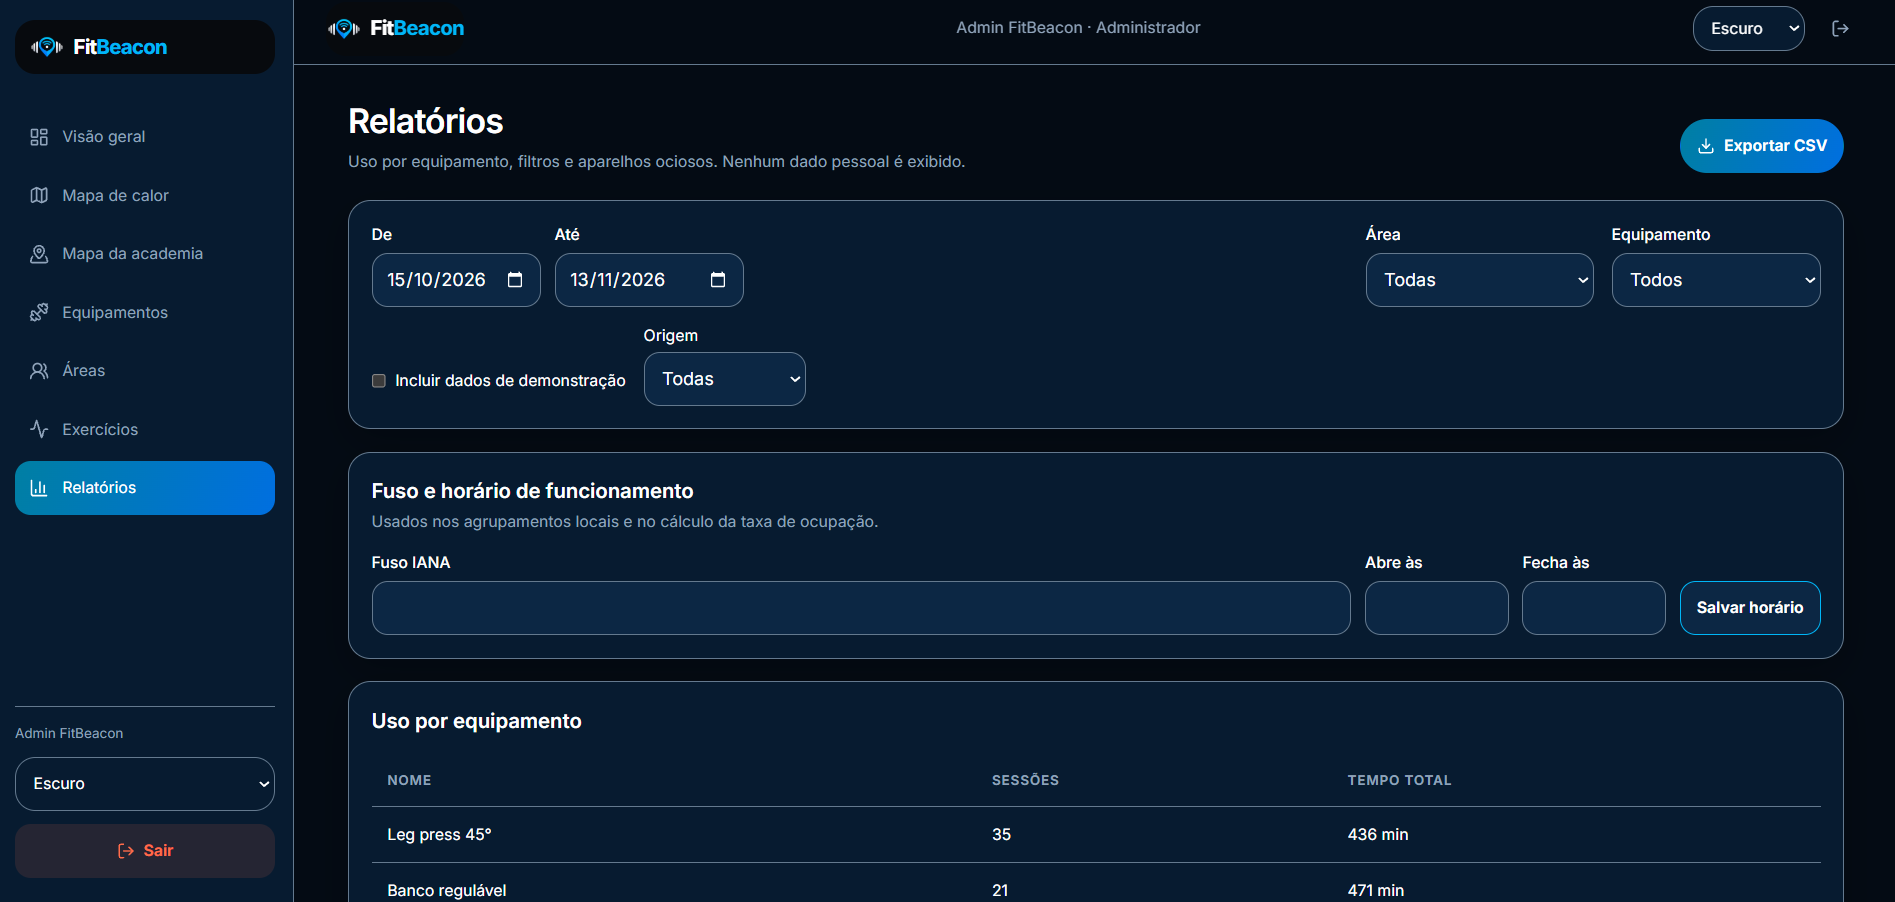 FitBeacon
Visão geral
Mapa de calor
Mapa da academia
Equipamentos
Áreas
Exercícios
Relatórios
Admin FitBeacon
Escuro
Sair
FitBeacon
Admin FitBeacon · Administrador
Escuro
Relatórios
Uso por equipamento, filtros e aparelhos ociosos. Nenhum dado pessoal é exibido.
Exportar CSV
De
Até
Área
Equipamento
15/10/2026
13/11/2026
Todas
Todos
Origem
Incluir dados de demonstração
Todas
Fuso e horário de funcionamento
Usados nos agrupamentos locais e no cálculo da taxa de ocupação.
Fuso IANA
Abre às
Fecha às
Salvar horário
Uso por equipamento
NOME SESSÕES TEMPO TOTAL
Leg press 45° 35 436 min
Banco regulável 21 471 min